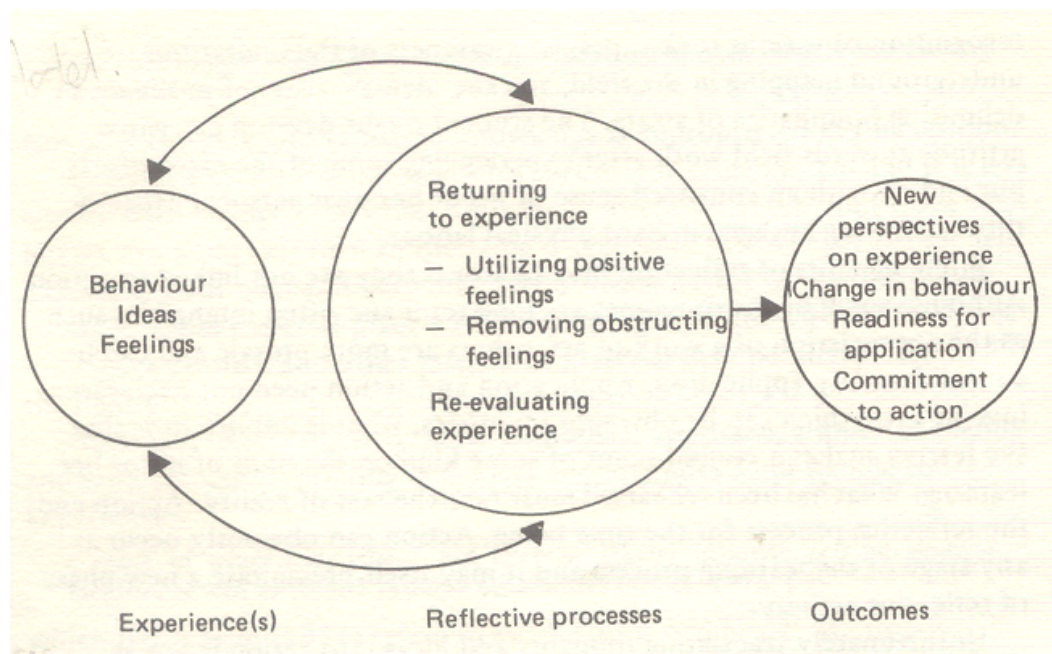 Behaviour
Ideas
Feelings
Returning
to experience
Utilizing positive
feelings
— Removing obstructing
feelings
Re-evaluating
experience
New
perspectives
on experience
Change in behaviour
Readiness for
application
Commitment
to action
Experience(s)
Reflective processes
Outcomes